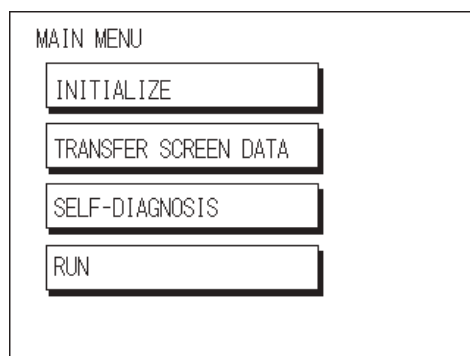 MAIN MENU
INITIALIZE
TRANSFER SCREEN DATA
SELF-DIAGNOSIS
RUN